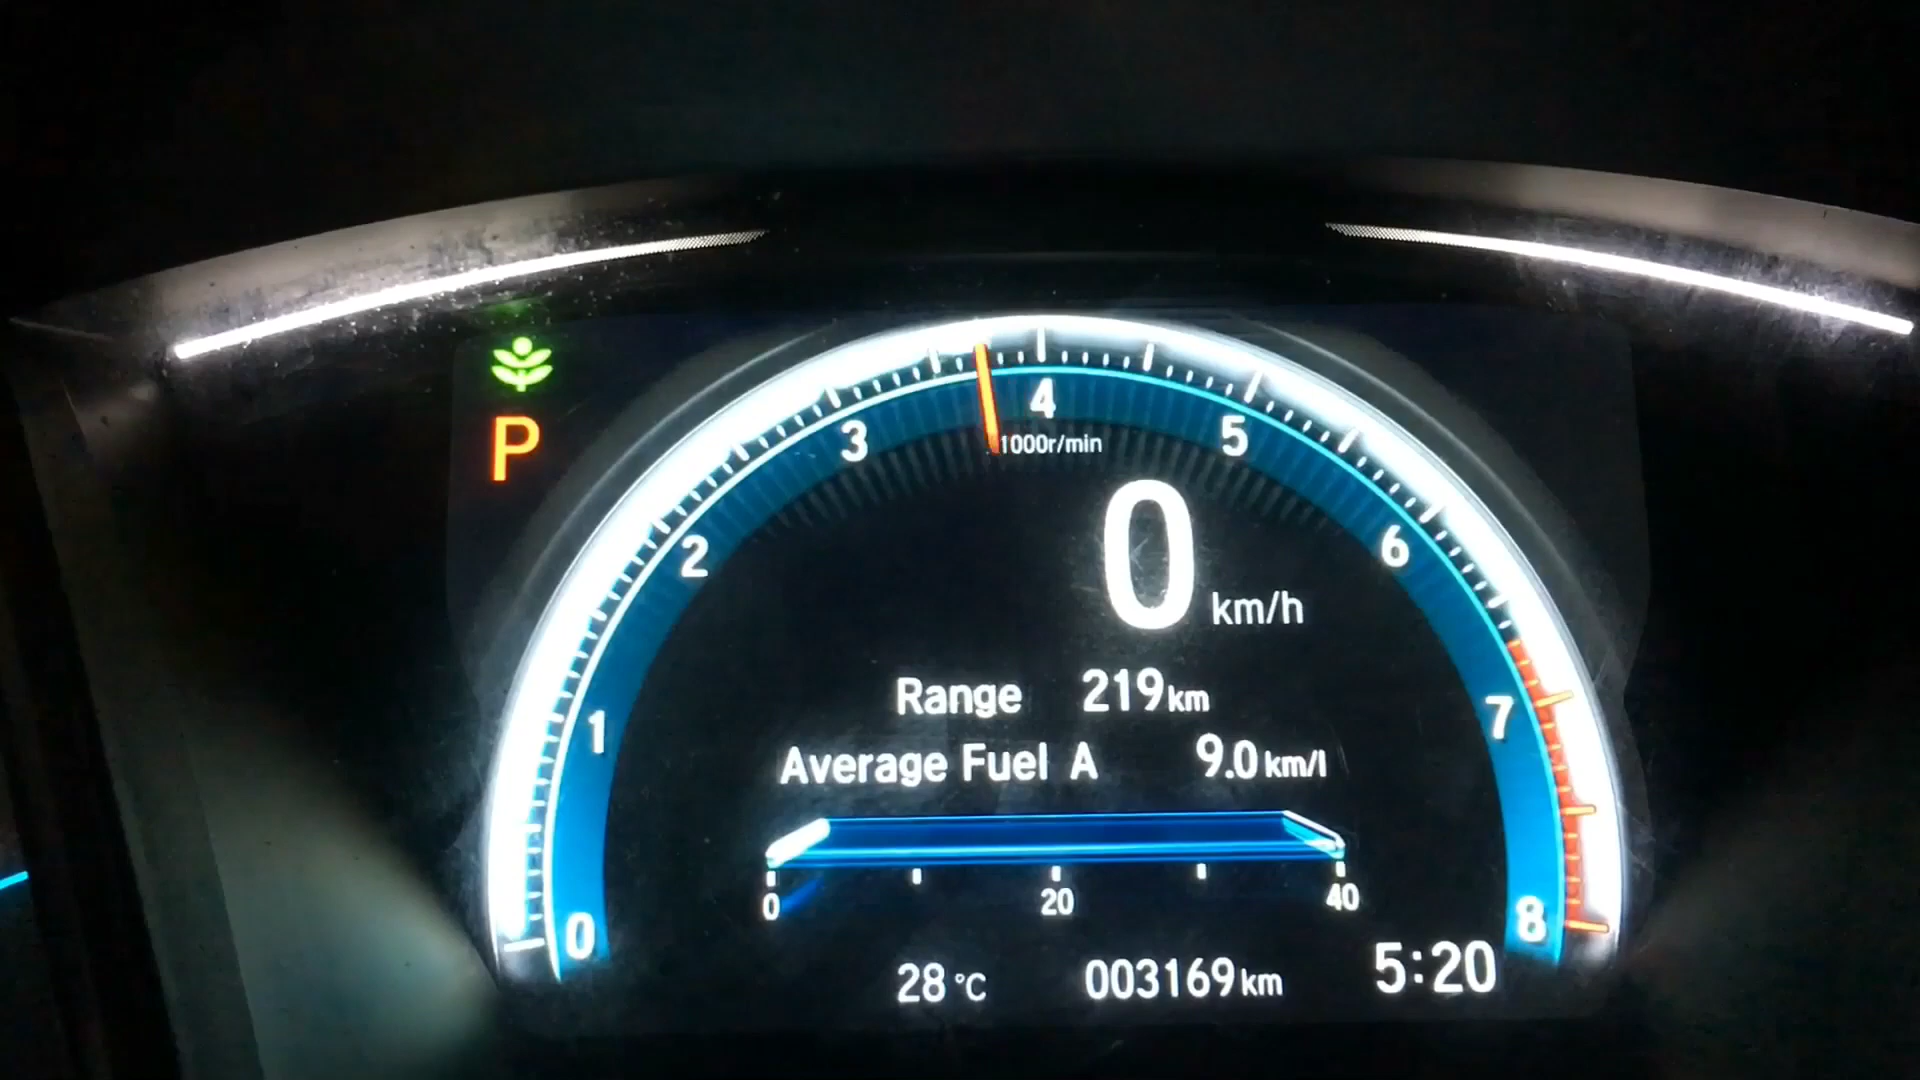 P
0 1 2 3 4 5 6 7 8
1000r/min
0 km/h
Range 219km
Average Fuel A 9.0km/l
0 20 40
28°C 003169km 5:20